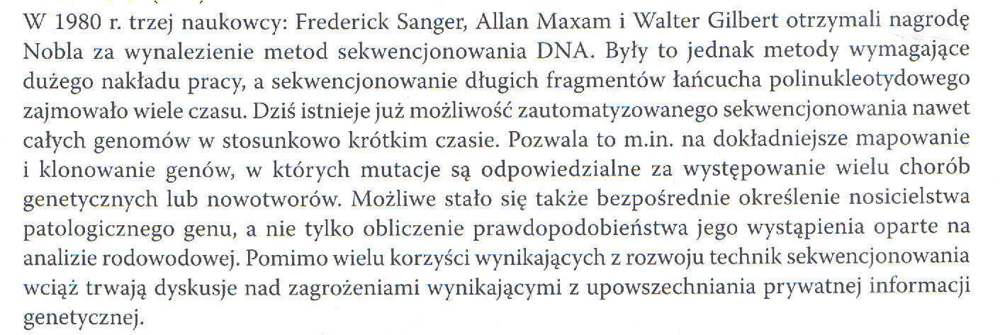 W 1980 r. trzej naukowcy: Frederick Sanger, Allan Maxam i Walter Gilbert otrzymali nagrodę
Nobla za wynalezienie metod sekwencjonowania DNA. Były to jednak metody wymagające
dużego nakładu pracy, a sekwencjonowanie długich fragmentów łańcucha polinukleotydowego
zajmowało wiele czasu. Dziś istnieje już możliwość zautomatyzowanego sekwencjonowania nawet
całych genomów w stosunkowo krótkim czasie. Pozwala to m.in. na dokładniejsze mapowanie
i klonowanie genów, w których mutacje są odpowiedzialne za występowanie wielu chorób
genetycznych lub nowotworów. Możliwe stało się także bezpośrednie określenie nosicielstwa
patologicznego genu, a nie tylko obliczenie prawdopodobieństwa jego wystąpienia oparte na
analizie rodowodowej. Pomimo wielu korzyści wynikających z rozwoju technik sekwencjonowania
wciąż trwają dyskusje nad zagrożeniami wynikającymi z upowszechniania prywatnej informacji
genetycznej.